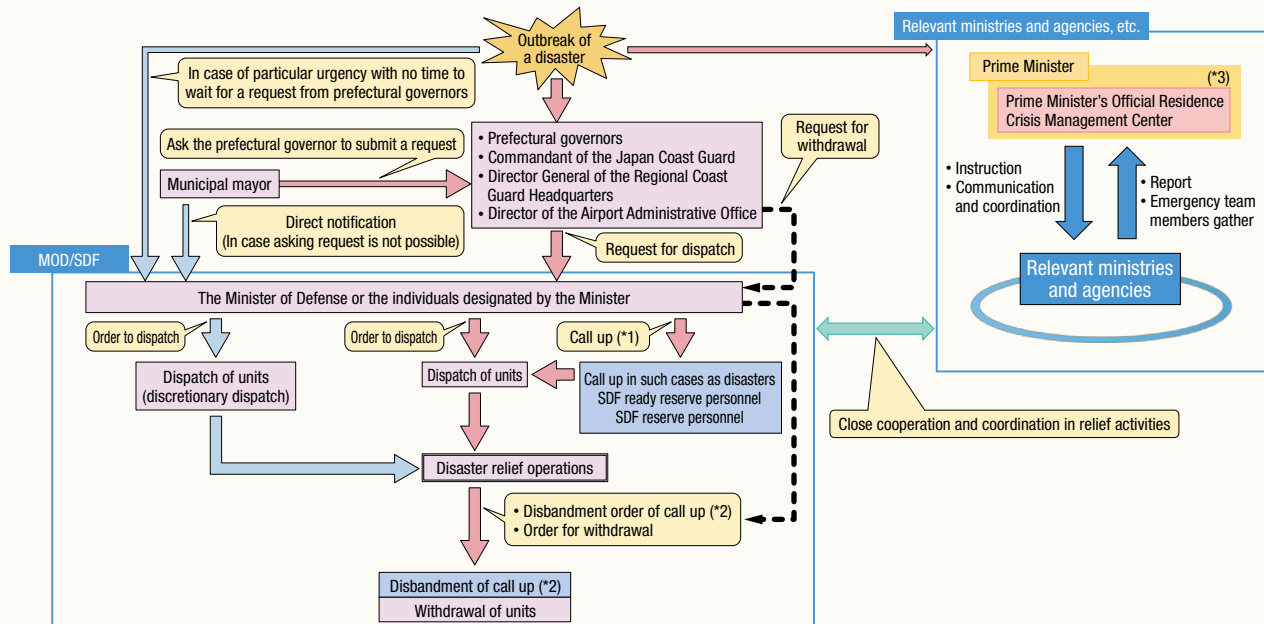 Outbreak of
a disaster
Relevant ministries and agencies, etc.
In case of particular urgency with no time to
wait for a request from prefectural governors
Prime Minister
(*3)
Prime Minister's Official Residence
Crisis Management Center
Ask the prefectural governor to submit a request
• Prefectural governors
• Commandant of the Japan Coast Guard
• Director General of the Regional Coast
Guard Headquarters
• Director of the Airport Administrative Office
Request for
withdrawal
Municipal mayor
• Instruction
• Communication
and coordination
• Report
• Emergency team
members gather
Direct notification
(In case asking request is not possible)
Request for dispatch
MOD/SDF
Relevant ministries
and agencies
The Minister of Defense or the individuals designated by the Minister
Order to dispatch
Order to dispatch
Call up (*1)
Dispatch of units
(discretionary dispatch)
Dispatch of units
Call up in such cases as disasters
SDF ready reserve personnel
SDF reserve personnel
Close cooperation and coordination in relief activities
Disaster relief operations
• Disbandment order of call up (*2)
• Order for withdrawal
Disbandment of call up (*2)
Withdrawal of units